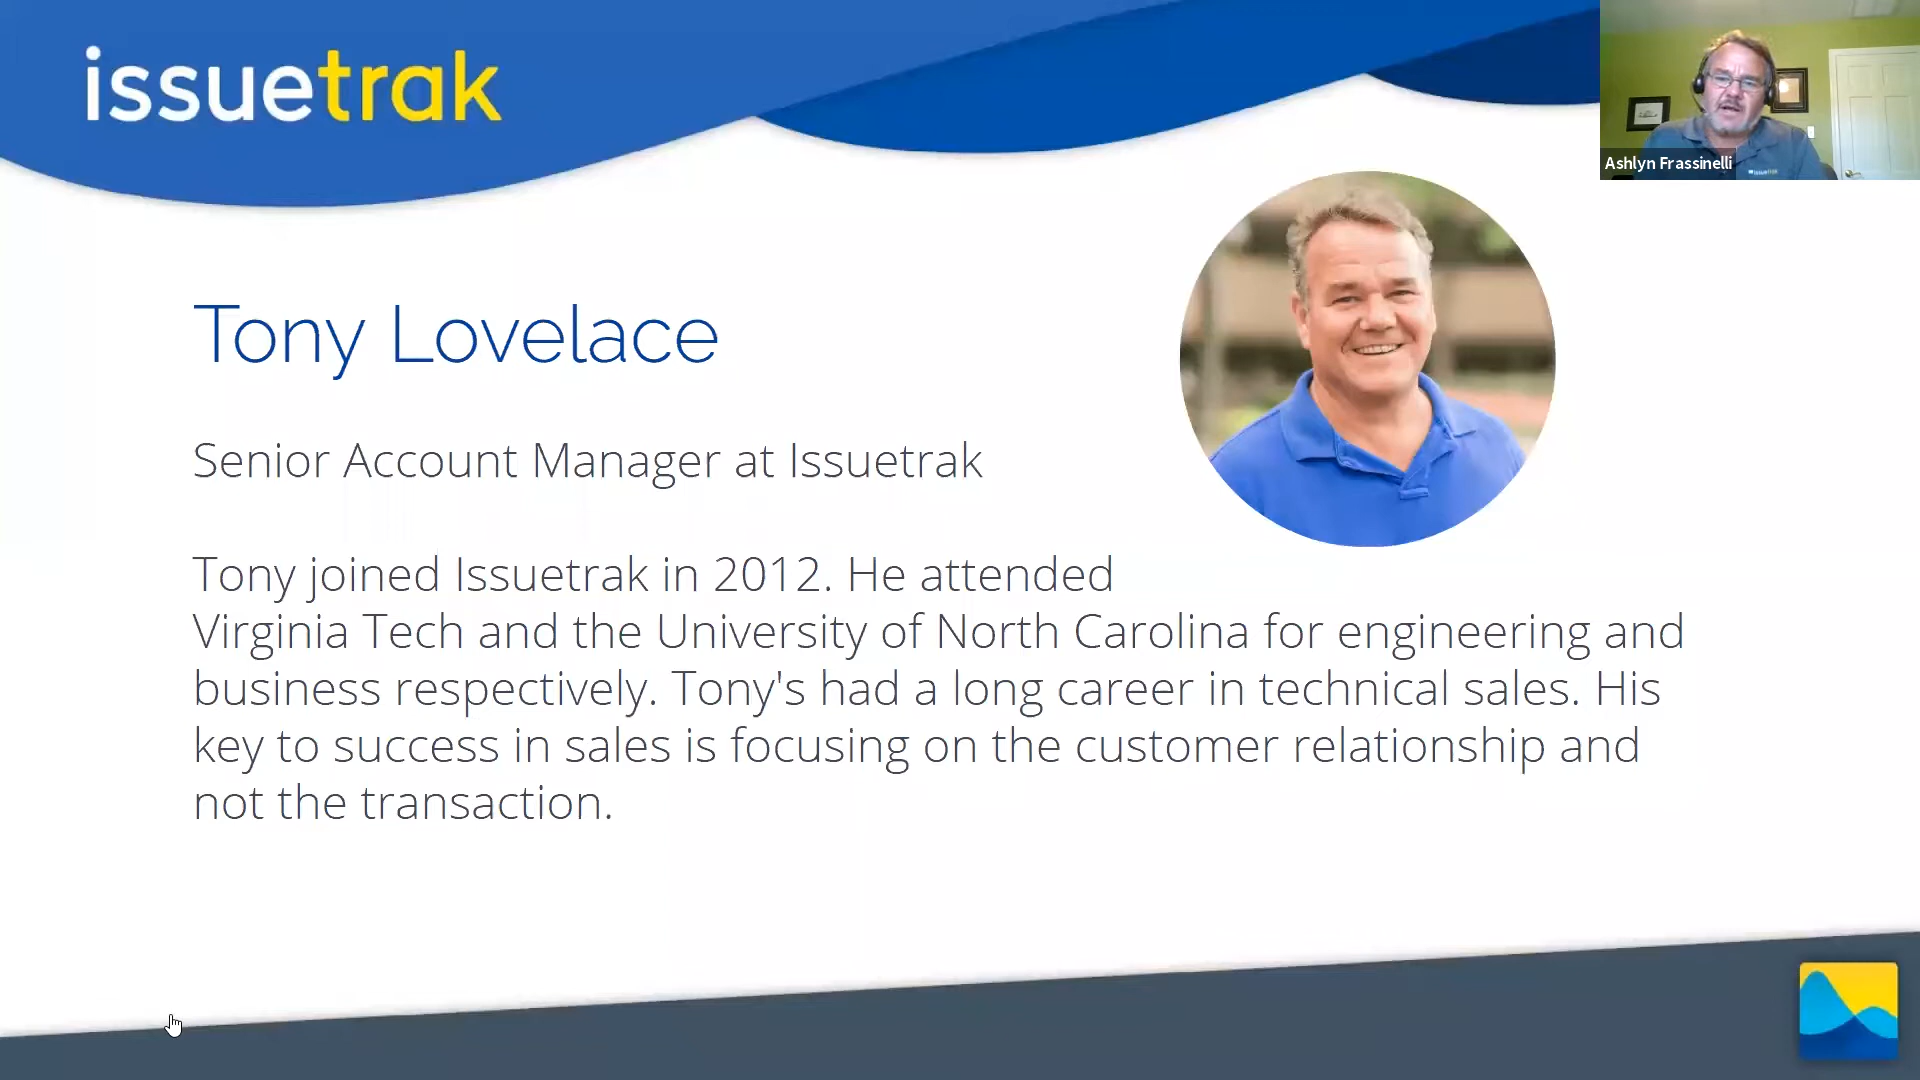 issuetrak
Ashlyn Frassinelli
Tony Lovelace
Senior Account Manager at Issuetrak
Tony joined Issuetrak in 2012. He attended
Virginia Tech and the University of North Carolina for engineering and
business respectively. Tony's had a long career in technical sales. His
key to success in sales is focusing on the customer relationship and
not the transaction.